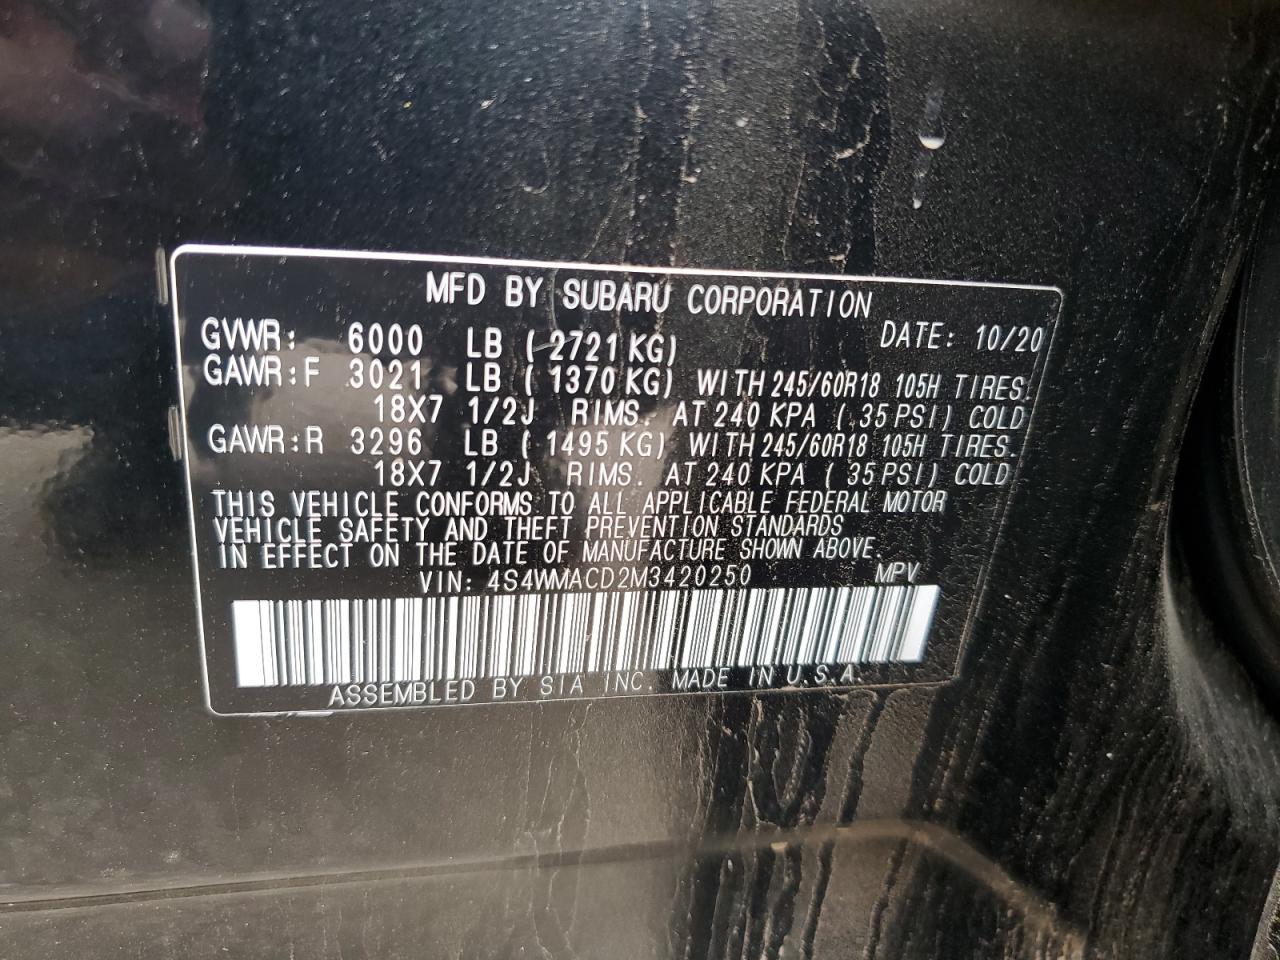 MFD BY SUBARU CORPORATION
GVWR: 6000 LB (2721 KG) DATE: 10/20
GAWR:F 3021 LB (1370 KG) WITH 245/60R18 105H TIRES.
18X7 1/2J RIMS. AT 240 KPA (35 PSI) COLD
GAWR:R 3296 LB (1495 KG) WITH 245/60R18 105H TIRES.
18X7 1/2J RIMS. AT 240 KPA (35 PSI) COLD
THIS VEHICLE CONFORMS TO ALL APPLICABLE FEDERAL MOTOR
VEHICLE SAFETY AND THEFT PREVENTION STANDARDS
IN EFFECT ON THE DATE OF MANUFACTURE SHOWN ABOVE.
VIN: 4S4WMACD2M3420250 MPV
ASSEMBLED BY SIA INC. MADE IN U.S.A.